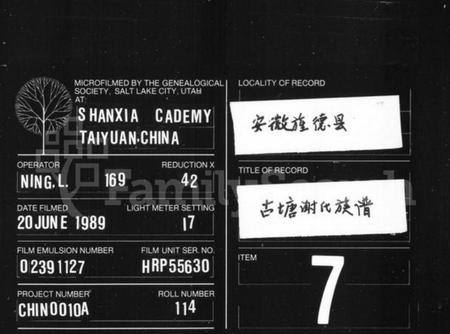 MICROFILMED BY THE GENEALOGICAL
SOCIETY, SALT LAKE CITY, UTAH
AT:
SHANXIA CADEMY
TAIYUAN,CHINA
OPERATOR REDUCTION X
NING,L. 169 42
DATE FILMED LIGHT METER SETTING
20JUNE 1989 17
FILM EMULSION NUMBER FILM UNIT SER. NO.
02391127 HRP55630
PROJECT NUMBER ROLL NUMBER
CHIN0010A 114
LOCALITY OF RECORD
安徽旌德县
TITLE OF RECORD
古塘谢氏族谱
ITEM
7
FamilySearch